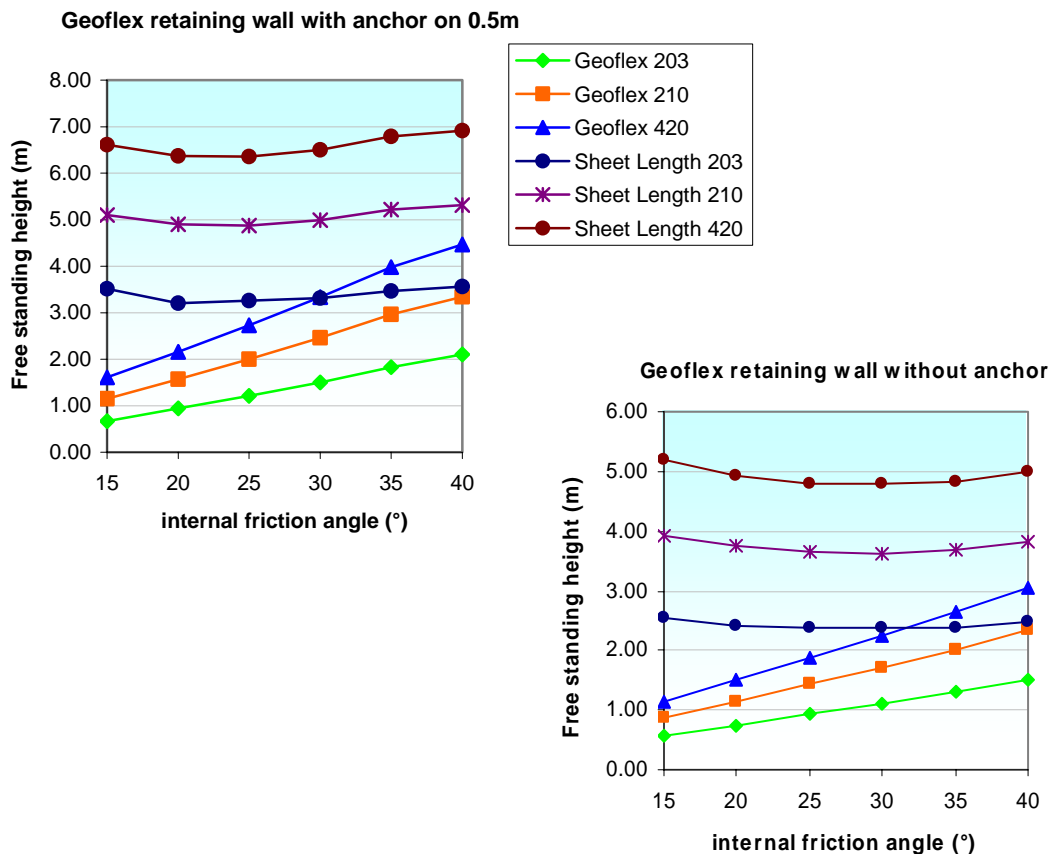 Geoflex retaining wall with anchor on 0.5m
Geoflex 203
Geoflex 210
Geoflex 420
Sheet Length 203
Sheet Length 210
Sheet Length 420
Free standing height (m)
8.00
7.00
6.00
5.00
4.00
3.00
2.00
1.00
0.00
15 20 25 30 35 40
internal friction angle (°)
Geoflex retaining wall without anchor
Free standing height (m)
6.00
5.00
4.00
3.00
2.00
1.00
0.00
15 20 25 30 35 40
internal friction angle (°)